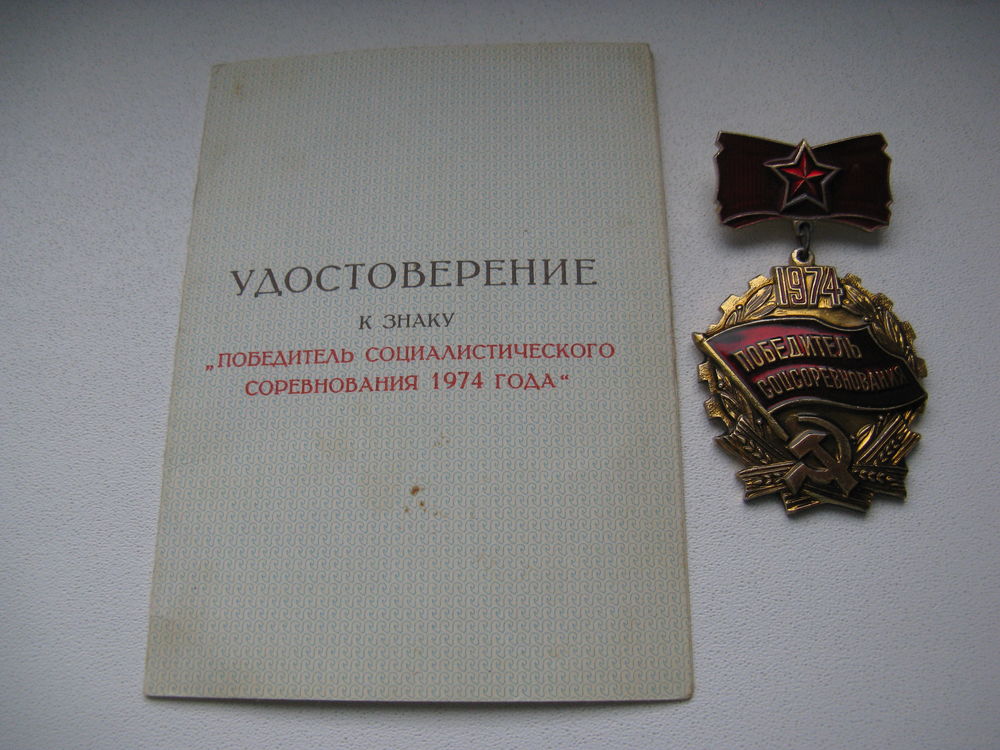 УДОСТОВЕРЕНИЕ
К ЗНАКУ
„ПОБЕДИТЕЛЬ СОЦИАЛИСТИЧЕСКОГО
СОРЕВНОВАНИЯ 1974 ГОДА“
1974
ПОБЕДИТЕЛЬ
СОЦСОРЕВНОВАНИЯ